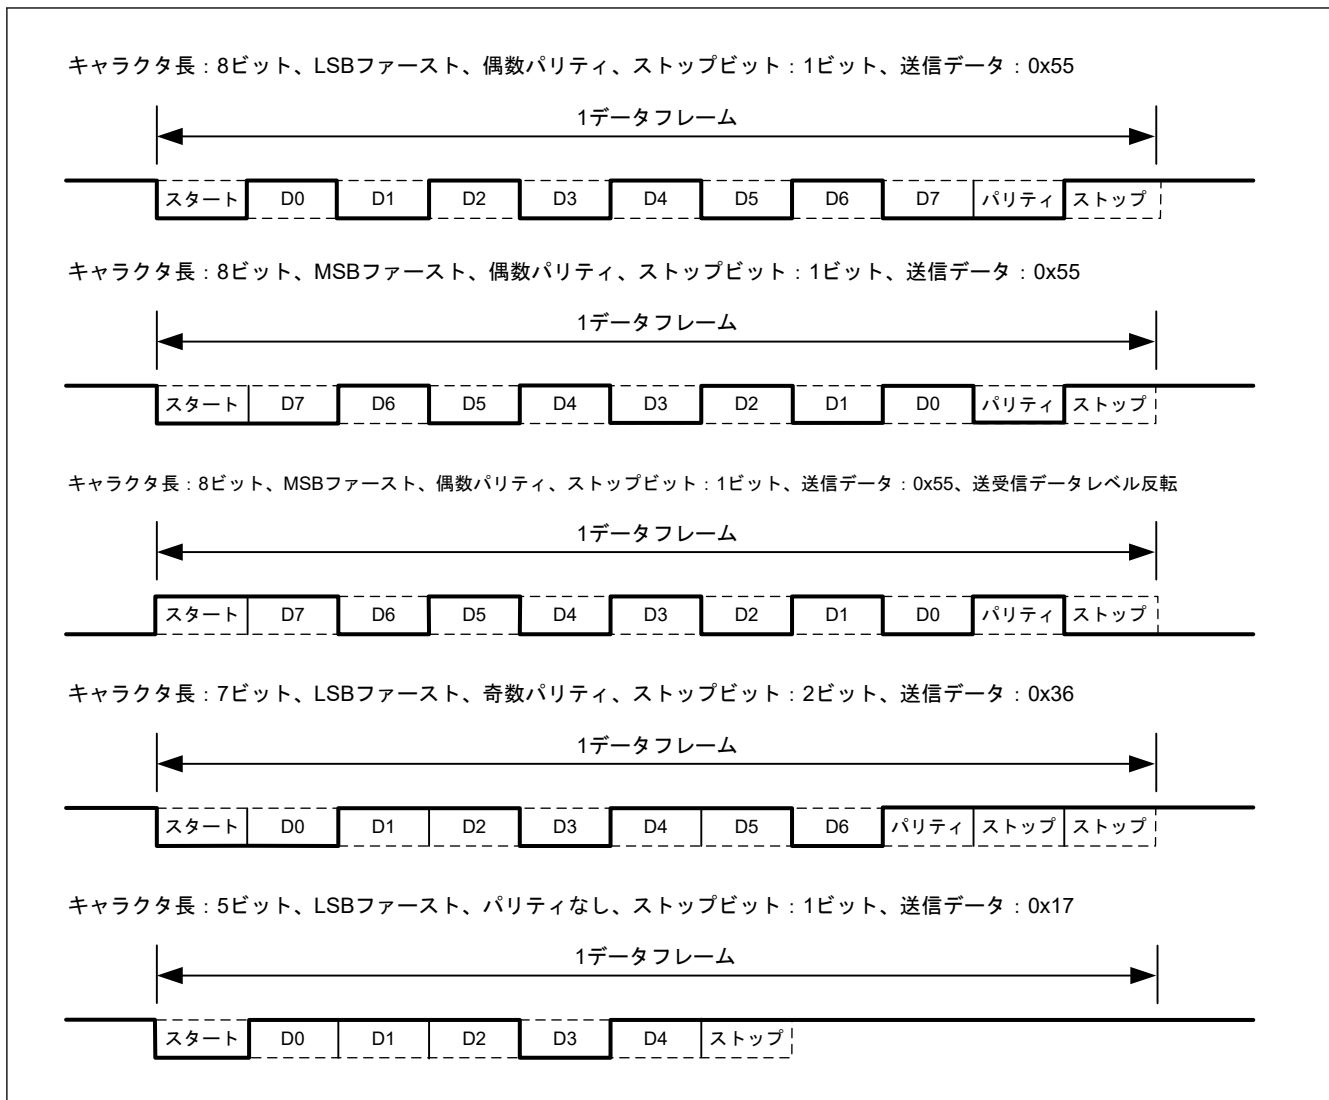 キャラクタ長：8ビット、LSBファースト、偶数パリティ、ストップビット：1ビット、送信データ：0x55
1データフレーム
スタート D0 D1 D2 D3 D4 D5 D6 D7 パリティ ストップ
キャラクタ長：8ビット、MSBファースト、偶数パリティ、ストップビット：1ビット、送信データ：0x55
1データフレーム
スタート D7 D6 D5 D4 D3 D2 D1 D0 パリティ ストップ
キャラクタ長：8ビット、MSBファースト、偶数パリティ、ストップビット：1ビット、送信データ：0x55、送受信データレベル反転
1データフレーム
スタート D7 D6 D5 D4 D3 D2 D1 D0 パリティ ストップ
キャラクタ長：7ビット、LSBファースト、奇数パリティ、ストップビット：2ビット、送信データ：0x36
1データフレーム
スタート D0 D1 D2 D3 D4 D5 D6 パリティ ストップ ストップ
キャラクタ長：5ビット、LSBファースト、パリティなし、ストップビット：1ビット、送信データ：0x17
1データフレーム
スタート D0 D1 D2 D3 D4 ストップ